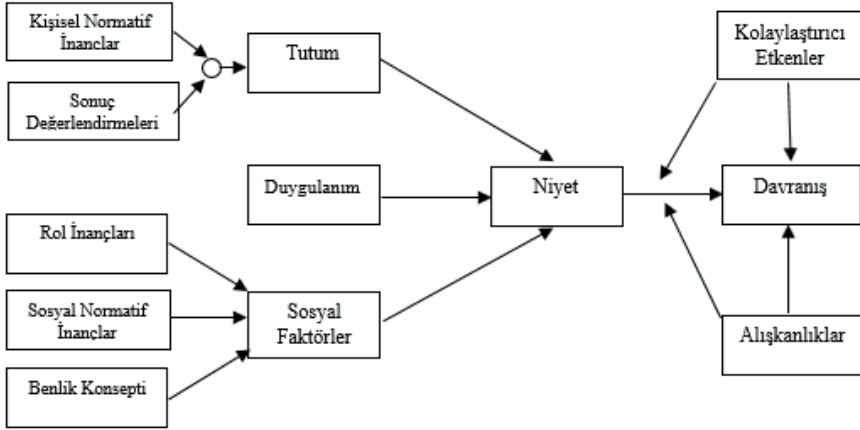 Kişisel Normatif
İnançlar
Sonuç
Değerlendirmeleri
Tutum
Kolaylaştırıcı
Etkenler
Duygulanım
Niyet
Davranış
Rol İnançları
Sosyal Normatif
İnançlar
Benlik Konsepti
Sosyal
Faktörler
Alışkanlıklar